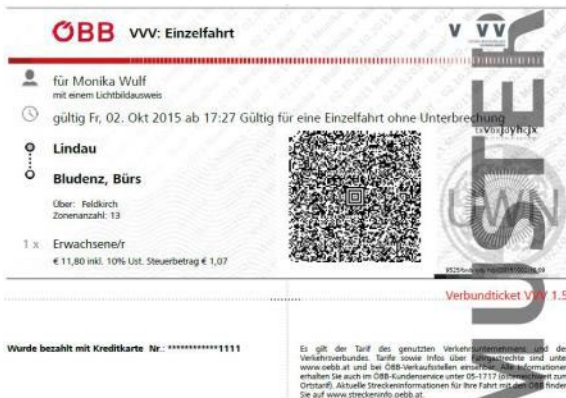 ÖBB VVV: Einzelfahrt
V VV
für Monika Wulf
mit einem Lichtbildausweis
gültig Fr, 02. Okt 2015 ab 17:27 Gültig für eine Einzelfahrt ohne Unterbrechung
Lindau
Bludenz, Bürs
Über: Feldkirch
Zonenanzahl: 13
1 x Erwachsene/r
€ 11,80 inkl. 10% Ust. Steuerbetrag € 1,07
UWN
MUSTER
Verbundticket VVV 1.5
Wurde bezahlt mit Kreditkarte Nr.: ************1111
Es gilt der Tarif des genutzten Verkehrsunternehmens und des
Verkehrsverbundes. Tarife sowie Infos über Fahrgastrechte sind unter
www.oebb.at und bei ÖBB-Verkaufsstellen einsehbar. Alle Informationen
erhalten Sie auch im ÖBB-Kundenservice unter 05-1717 (österreichweit zum
Ortstarif). Aktuelle Streckeninformationen für Ihre Fahrt mit den ÖBB finden
Sie auf www.streckeninfo.oebb.at.